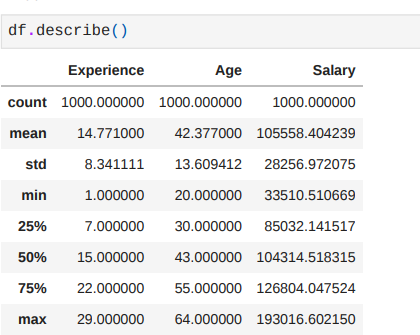 df.describe()
Experience Age Salary
count 1000.000000 1000.000000 1000.000000
mean 14.771000 42.377000 105558.404239
std 8.341111 13.609412 28256.972075
min 1.000000 20.000000 33510.510669
25% 7.000000 30.000000 85032.141517
50% 15.000000 43.000000 104314.518315
75% 22.000000 55.000000 126804.047524
max 29.000000 64.000000 193016.602150